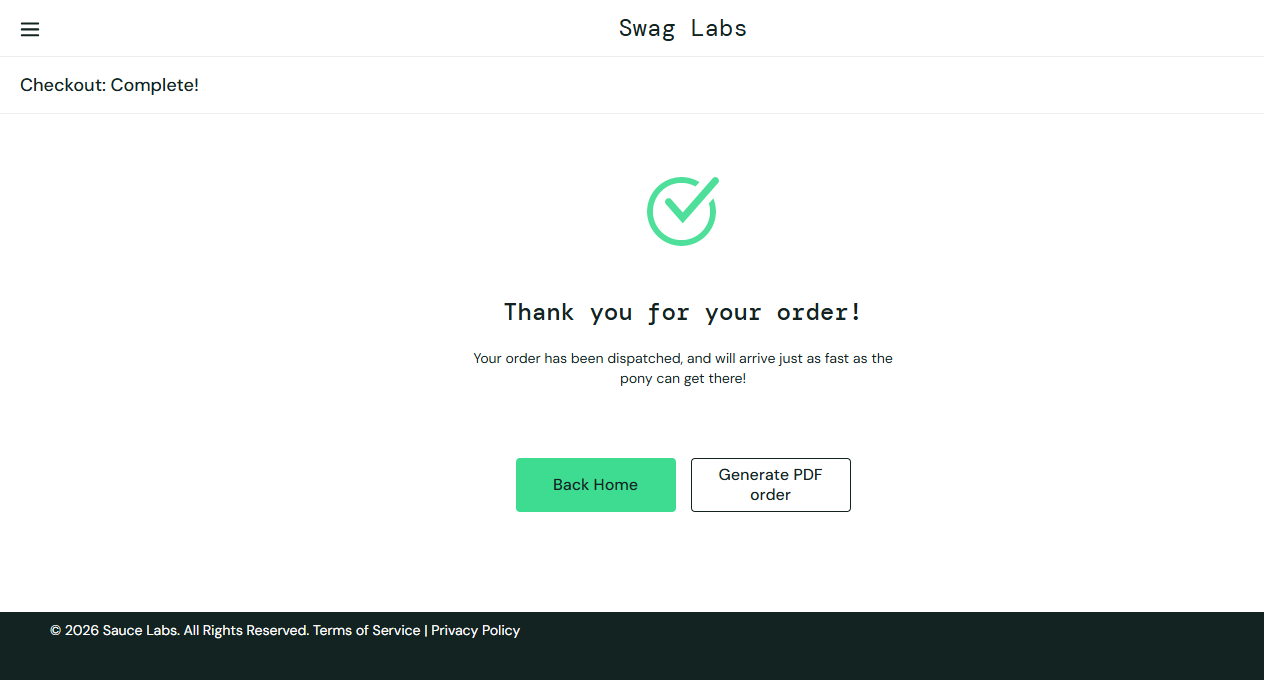 Swag Labs
Checkout: Complete!
Thank you for your order!
Your order has been dispatched, and will arrive just as fast as the
pony can get there!
Back Home
Generate PDF
order
© 2026 Sauce Labs. All Rights Reserved. Terms of Service | Privacy Policy